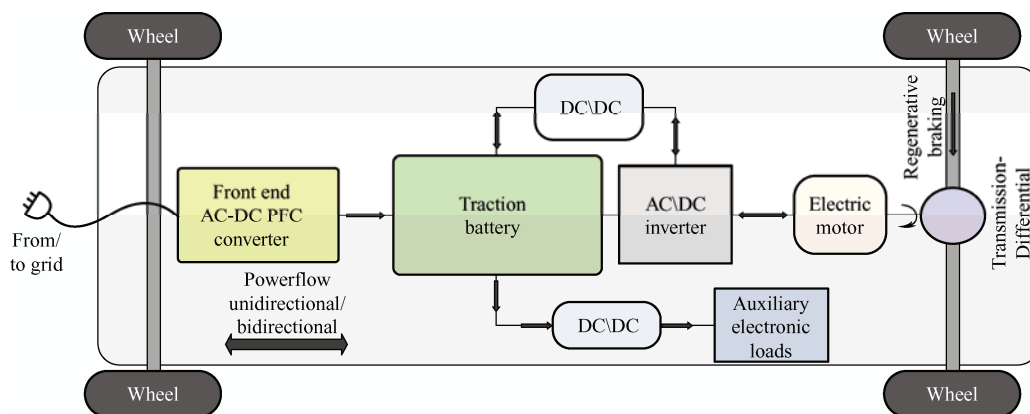 Wheel
Wheel
DC\DC
Regenerative
braking
Front end
AC-DC PFC
converter
Traction
battery
AC\DC
inverter
Electric
motor
Transmission-
Differential
From/
to grid
Powerflow
unidirectional/
bidirectional
DC\DC
Auxiliary
electronic
loads
Wheel
Wheel